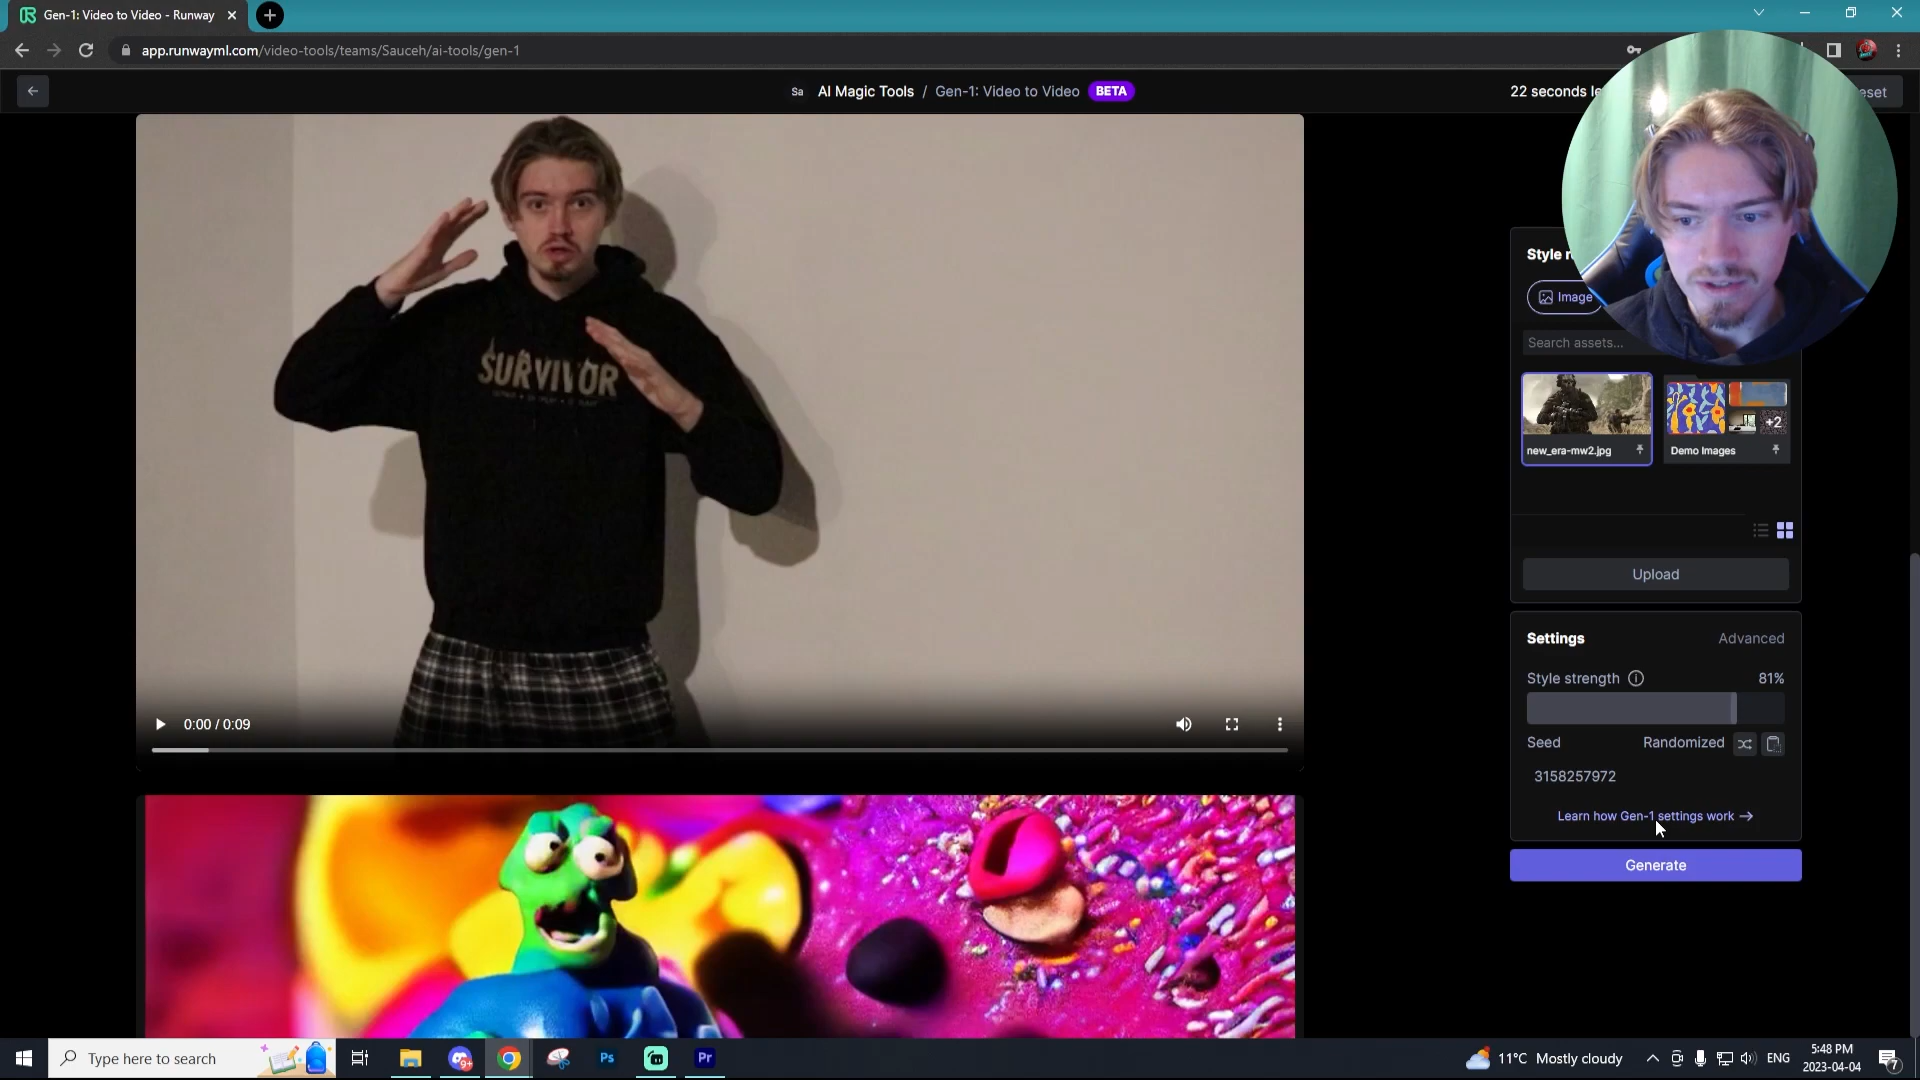 Gen-1: Video to Video - Runway
app.runwayml.com/video-tools/teams/Sauceh/ai-tools/gen-1
Sa AI Magic Tools / Gen-1: Video to Video BETA
22 seconds
eset
SURVIVOR
0:00 / 0:09
Style
Image
Search assets...
+2
new_era-mw2.jpg
Demo Images
Upload
Settings
Advanced
Style strength
81%
Seed
Randomized
3158257972
Learn how Gen-1 settings work →
Generate
Type here to search
9+
Ps
Pr
11°C Mostly cloudy
ENG
5:48 PM
2023-04-04
7